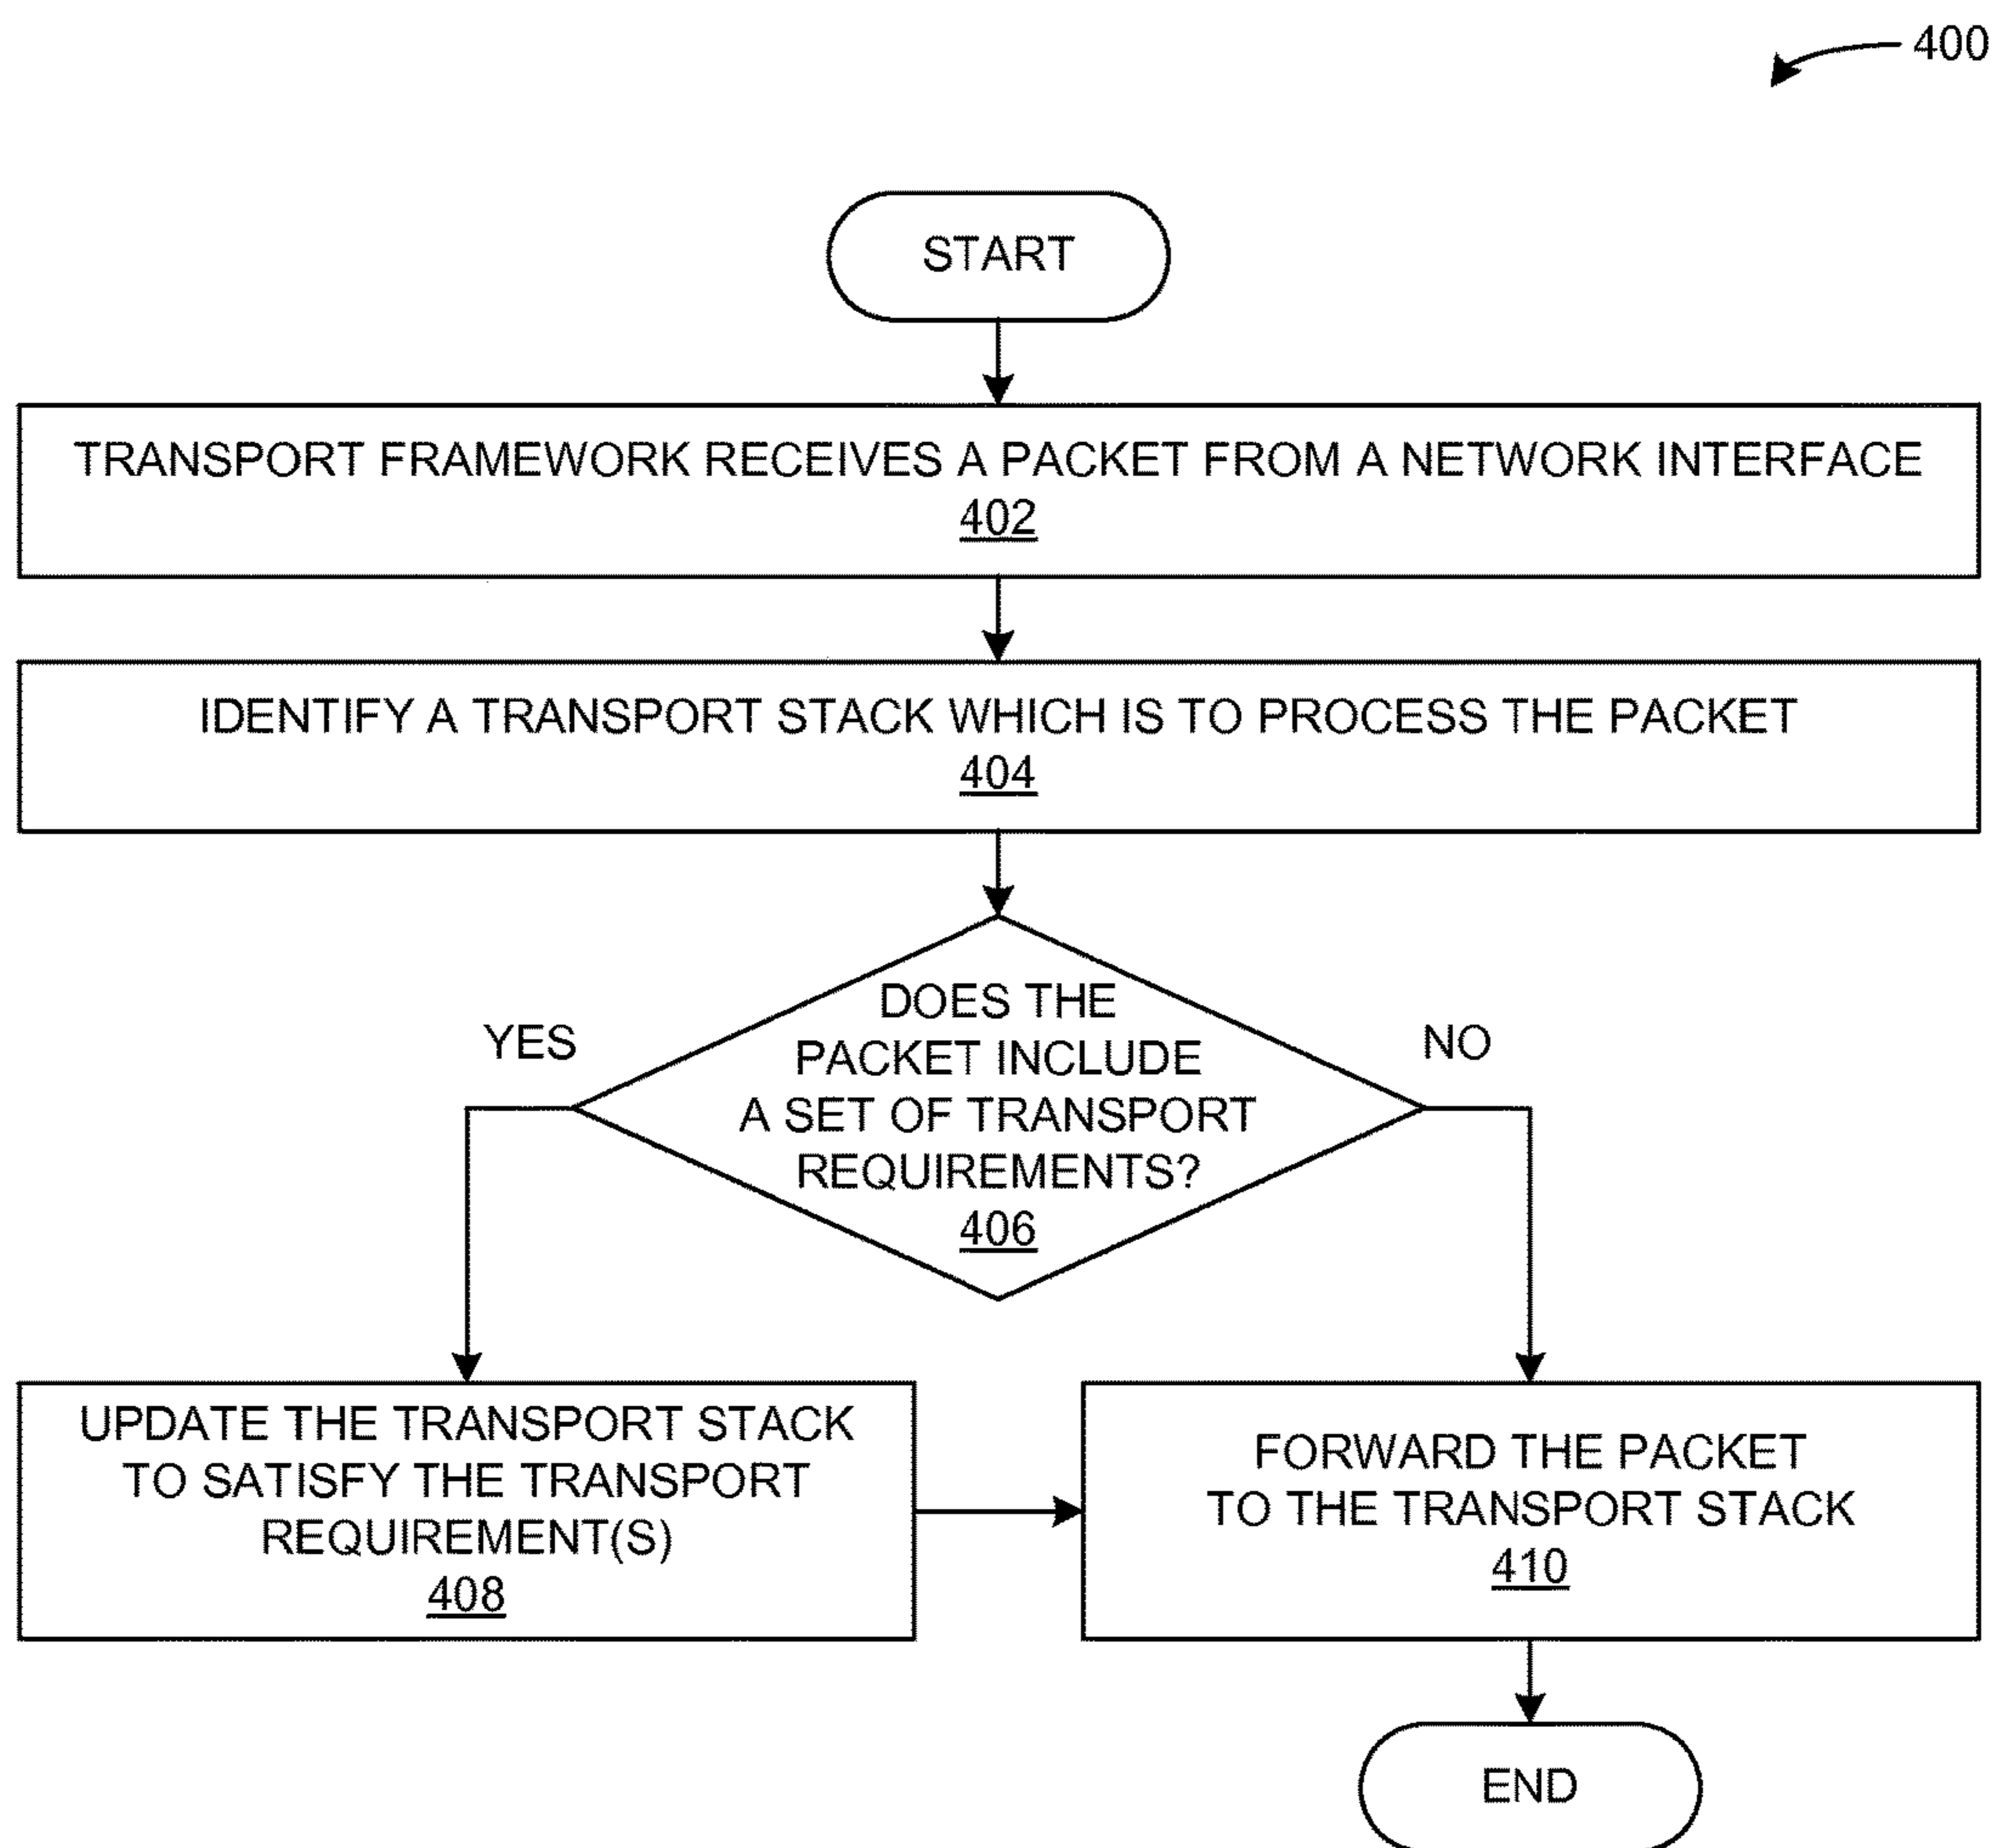 400
START
TRANSPORT FRAMEWORK RECEIVES A PACKET FROM A NETWORK INTERFACE
402
IDENTIFY A TRANSPORT STACK WHICH IS TO PROCESS THE PACKET
404
DOES THE
PACKET INCLUDE
A SET OF TRANSPORT
REQUIREMENTS?
406
YES
NO
UPDATE THE TRANSPORT STACK
TO SATISFY THE TRANSPORT
REQUIREMENT(S)
408
FORWARD THE PACKET
TO THE TRANSPORT STACK
410
END